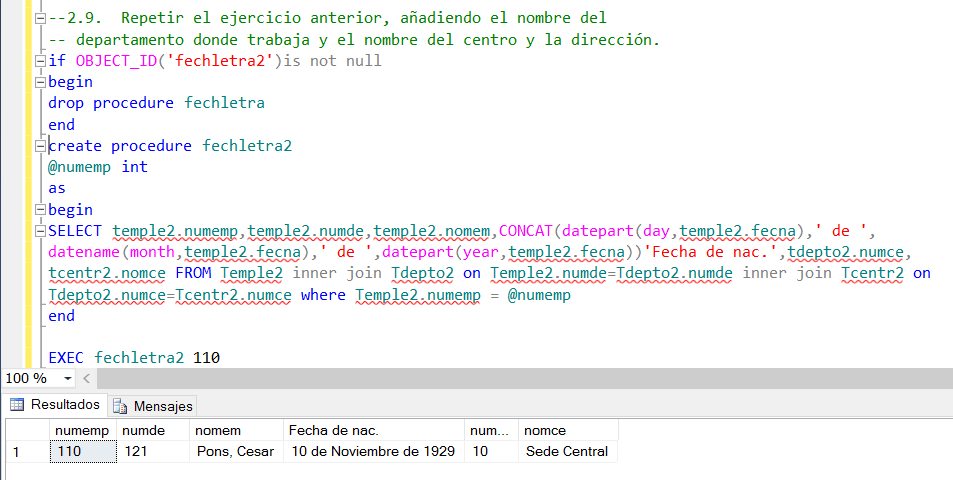 --2.9.  Repetir el ejercicio anterior, añadiendo el nombre del
-- departamento donde trabaja y el nombre del centro y la dirección.
if OBJECT_ID('fechletra2')is not null
begin
drop procedure fechletra
end
create procedure fechletra2
@numemp int
as
begin
SELECT temple2.numemp,temple2.numde,temple2.nomem,CONCAT(datepart(day,temple2.fecna),' de ',
datename(month,temple2.fecna),' de ',datepart(year,temple2.fecna))'Fecha de nac.',tdepto2.numce,
tcentr2.nomce FROM Temple2 inner join Tdepto2 on Temple2.numde=Tdepto2.numde inner join Tcentr2 on
Tdepto2.numce=Tcentr2.numce where Temple2.numemp = @numemp
end
EXEC fechletra2 110
100 %
Resultados Mensajes
numemp numde nomem Fecha de nac. num... nomce
1 110 121 Pons, Cesar 10 de Noviembre de 1929 10 Sede Central